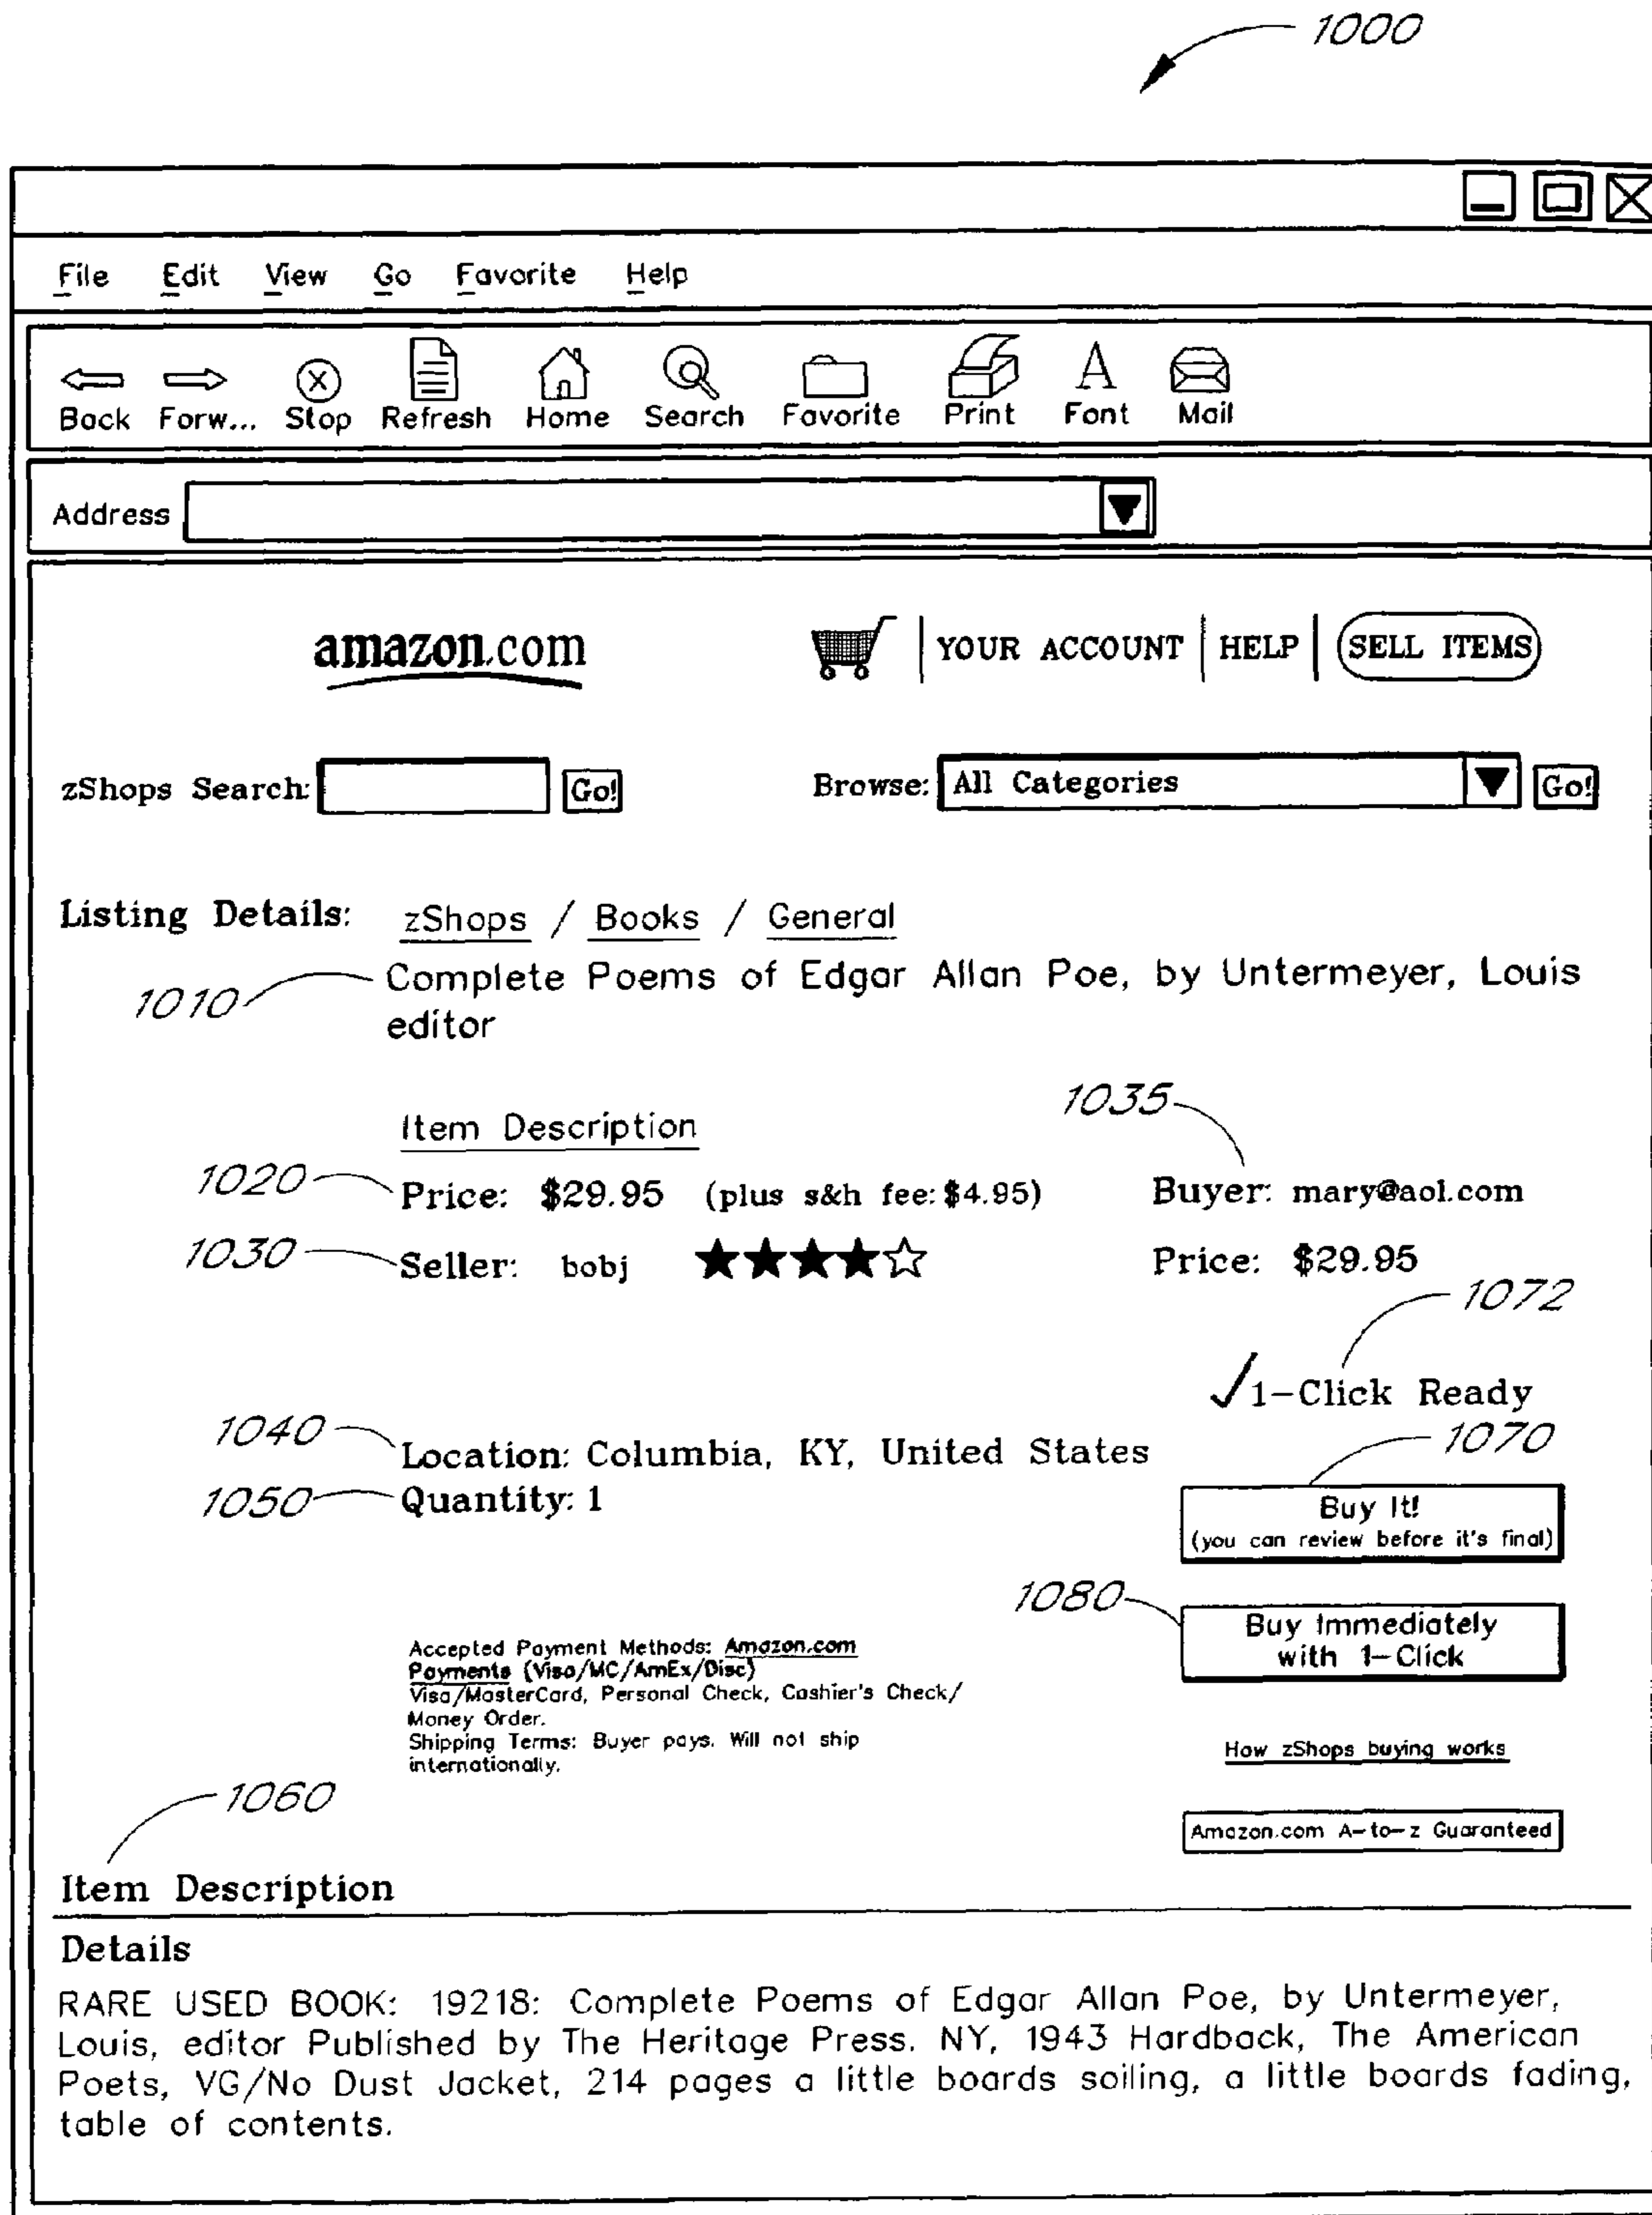 1000
File Edit View Go Favorite Help
Back Forw... Stop Refresh Home Search Favorite Print Font Mail
Address
amazon.com YOUR ACCOUNT HELP SELL ITEMS
zShops Search: Go! Browse: All Categories Go!
Listing Details: zShops / Books / General
1010 Complete Poems of Edgar Allan Poe, by Untermeyer, Louis
editor
1035
Item Description
1020 Price: $29.95 (plus s&h fee: $4.95) Buyer: mary@aol.com
1030 Seller: bobj Price: $29.95
1072
1-Click Ready
1040 Location: Columbia, KY, United States 1070
1050 Quantity: 1
Buy It!
(you can review before it's final)
1080
Buy Immediately
with 1-Click
Accepted Payment Methods: Amazon.com
Payments (Visa/MC/AmEx/Disc)
Visa/MasterCard, Personal Check, Cashier's Check/
Money Order.
Shipping Terms: Buyer pays. Will not ship
internationally.
How zShops buying works
1060
Amazon.com A-to-z Guaranteed
Item Description
Details
RARE USED BOOK: 19218: Complete Poems of Edgar Allan Poe, by Untermeyer,
Louis, editor Published by The Heritage Press. NY, 1943 Hardback, The American
Poets, VG/No Dust Jacket, 214 pages a little boards soiling, a little boards fading,
table of contents.